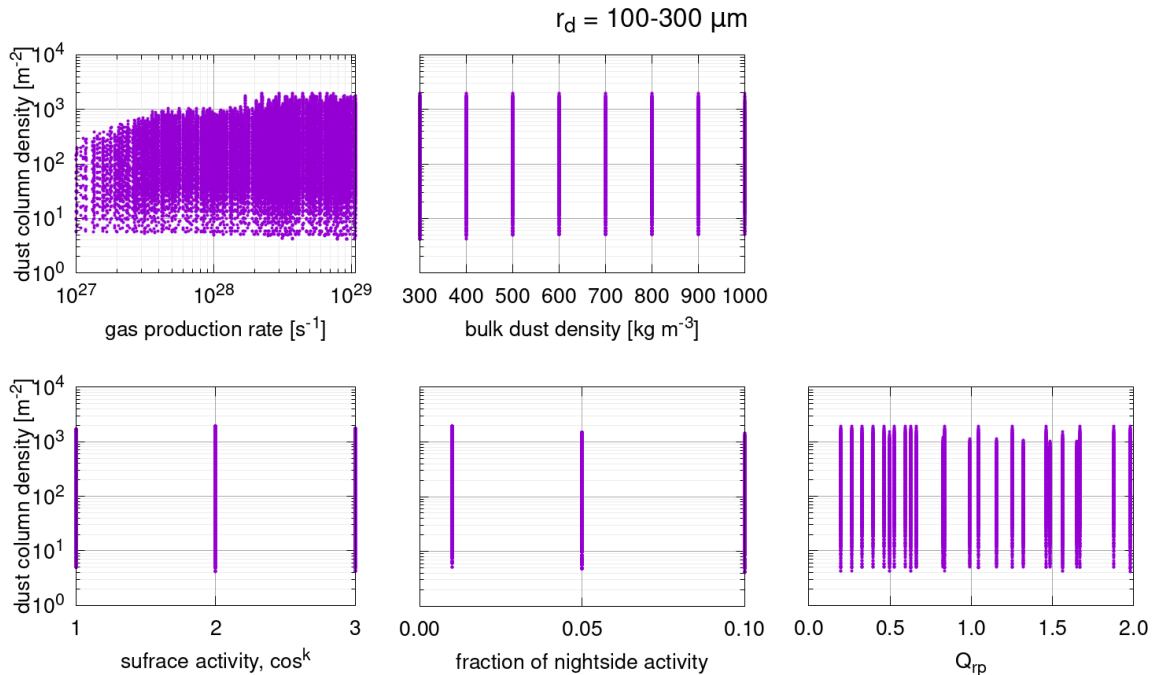 r_d = 100-300 μm
dust column density [m^-2]
10^4
10^3
10^2
10^1
10^0
10^27 10^28 10^29
gas production rate [s^-1]
300 400 500 600 700 800 900 1000
bulk dust density [kg m^-3]
dust column density [m^-2]
10^4
10^3
10^2
10^1
10^0
1 2 3
sufrace activity, cos^k
0.00 0.05 0.10
fraction of nightside activity
0.0 0.5 1.0 1.5 2.0
Q_rp